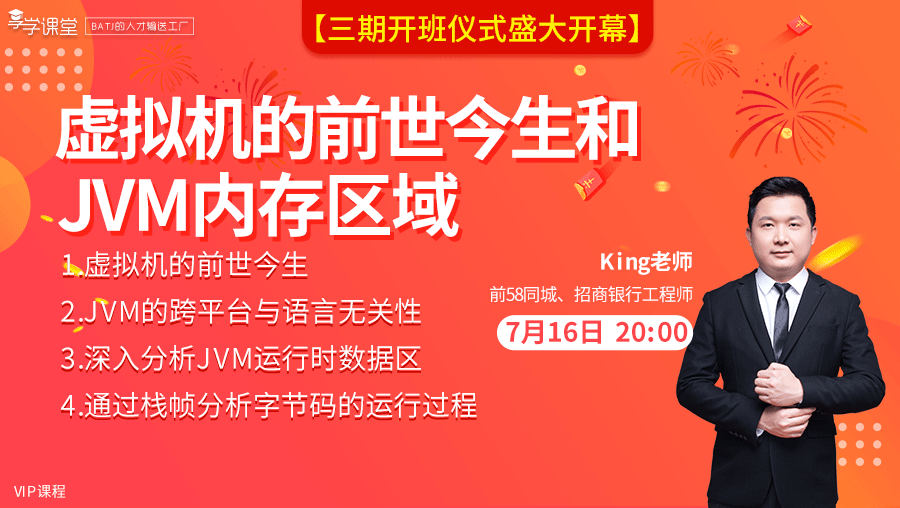 享学课堂
BATJ的人才输送工厂
【三期开班仪式盛大开幕】
虚拟机的前世今生和
JVM内存区域
1.虚拟机的前世今生
2.JVM的跨平台与语言无关性
3.深入分析JVM运行时数据区
4.通过栈帧分析字节码的运行过程
King老师
前58同城、招商银行工程师
7月16日 20:00
VIP课程